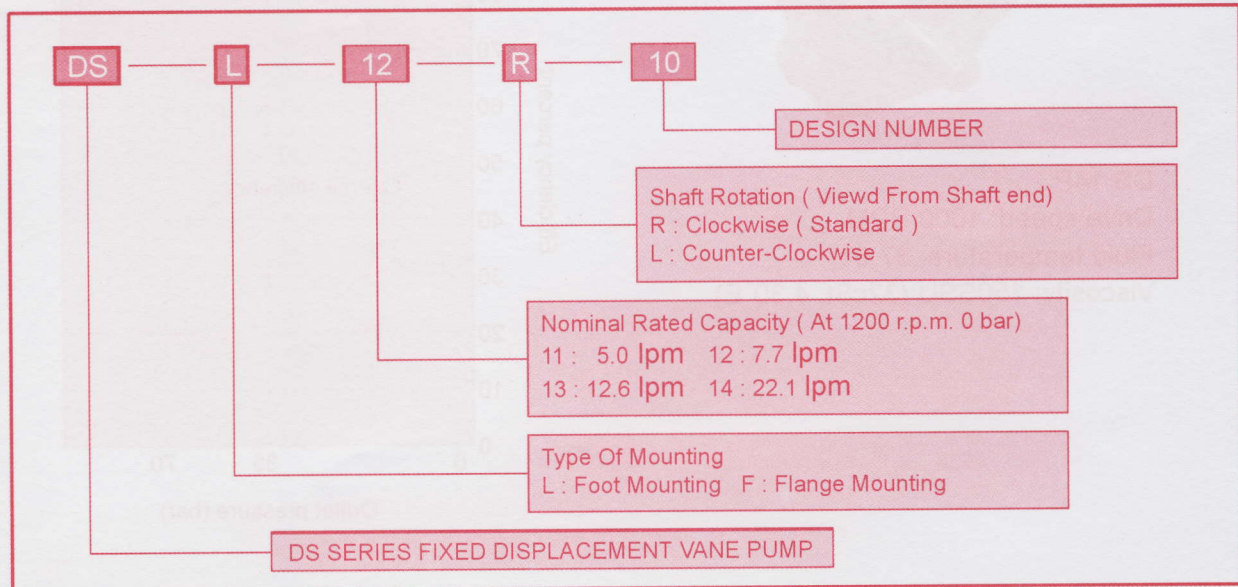 DS L 12 R 10
DESIGN NUMBER
Shaft Rotation ( Viewd From Shaft end)
R : Clockwise ( Standard )
L : Counter-Clockwise
Nominal Rated Capacity ( At 1200 r.p.m. 0 bar)
11 : 5.0 lpm 12 : 7.7 lpm
13 : 12.6 lpm 14 : 22.1 lpm
Type Of Mounting
L : Foot Mounting F : Flange Mounting
DS SERIES FIXED DISPLACEMENT VANE PUMP